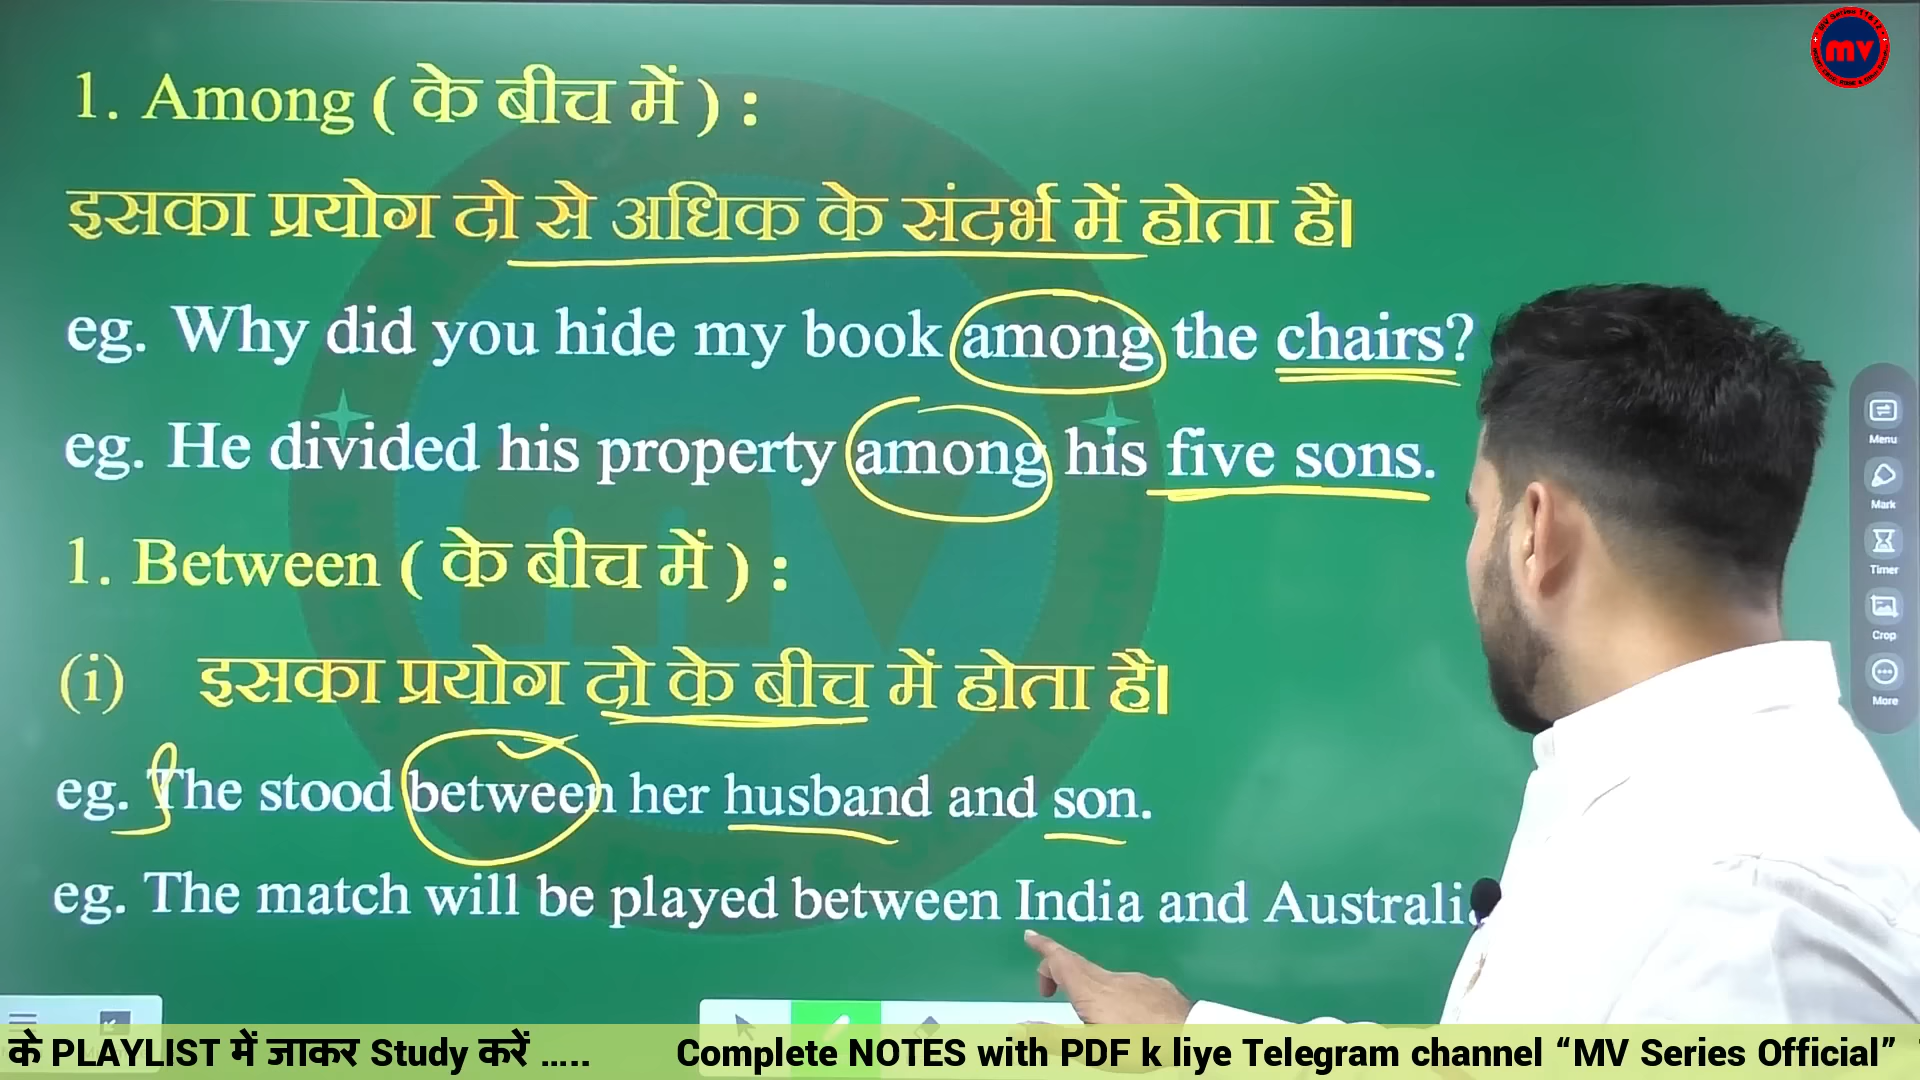 1. Among ( के बीच में ) :
इसका प्रयोग दो से अधिक के संदर्भ में होता है।
eg. Why did you hide my book among the chairs?
eg. He divided his property among his five sons.
1. Between ( के बीच में ) :
(i) इसका प्रयोग दो के बीच में होता है।
eg. The stood between her husband and son.
eg. The match will be played between India and Australia
mv
Menu
Mark
Timer
Crop
More
के PLAYLIST में जाकर Study करें ..... Complete NOTES with PDF k liye Telegram channel “MV Series Official”